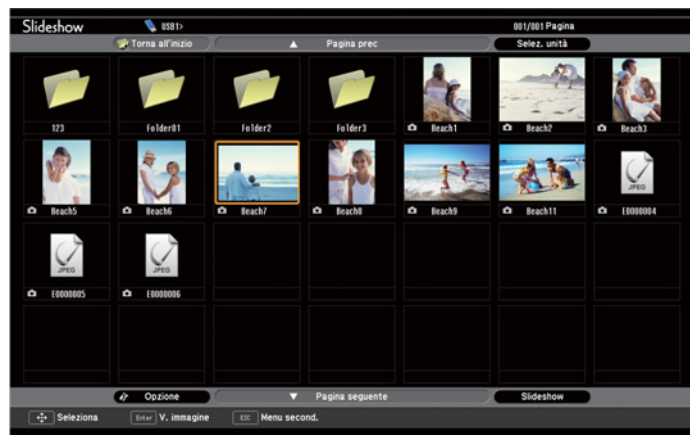 Slideshow USB1> 001/001 Pagina
Torna all'inizio ▲ Pagina prec Selez. unità
123 Folder01 Folder2 Folder3 Beach1 Beach2 Beach3
JPEG
Beach5 Beach6 Beach7 Beach8 Beach9 Beach11 E0000004
JPEG JPEG
E0000005 E0000006
Opzione ▼ Pagina seguente Slideshow
Seleziona Enter V. immagine ESC Menu second.